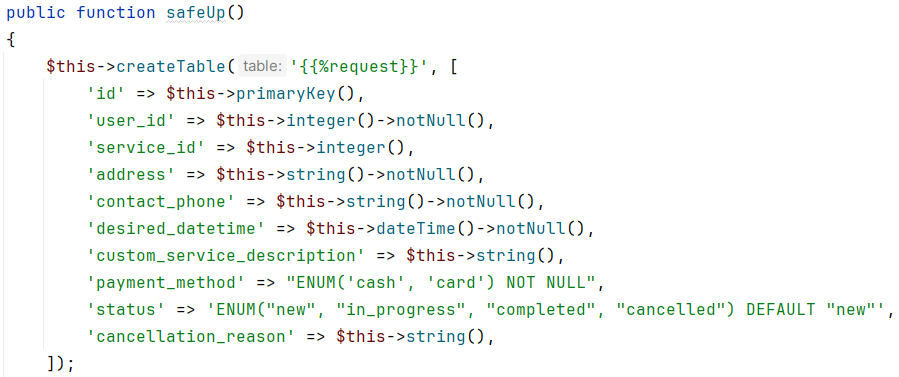 public function safeUp()
{
    $this->createTable( table: '{{%request}}', [
        'id' => $this->primaryKey(),
        'user_id' => $this->integer()->notNull(),
        'service_id' => $this->integer(),
        'address' => $this->string()->notNull(),
        'contact_phone' => $this->string()->notNull(),
        'desired_datetime' => $this->dateTime()->notNull(),
        'custom_service_description' => $this->string(),
        'payment_method' => "ENUM('cash', 'card') NOT NULL",
        'status' => 'ENUM("new", "in_progress", "completed", "cancelled") DEFAULT "new"',
        'cancellation_reason' => $this->string(),
    ]);